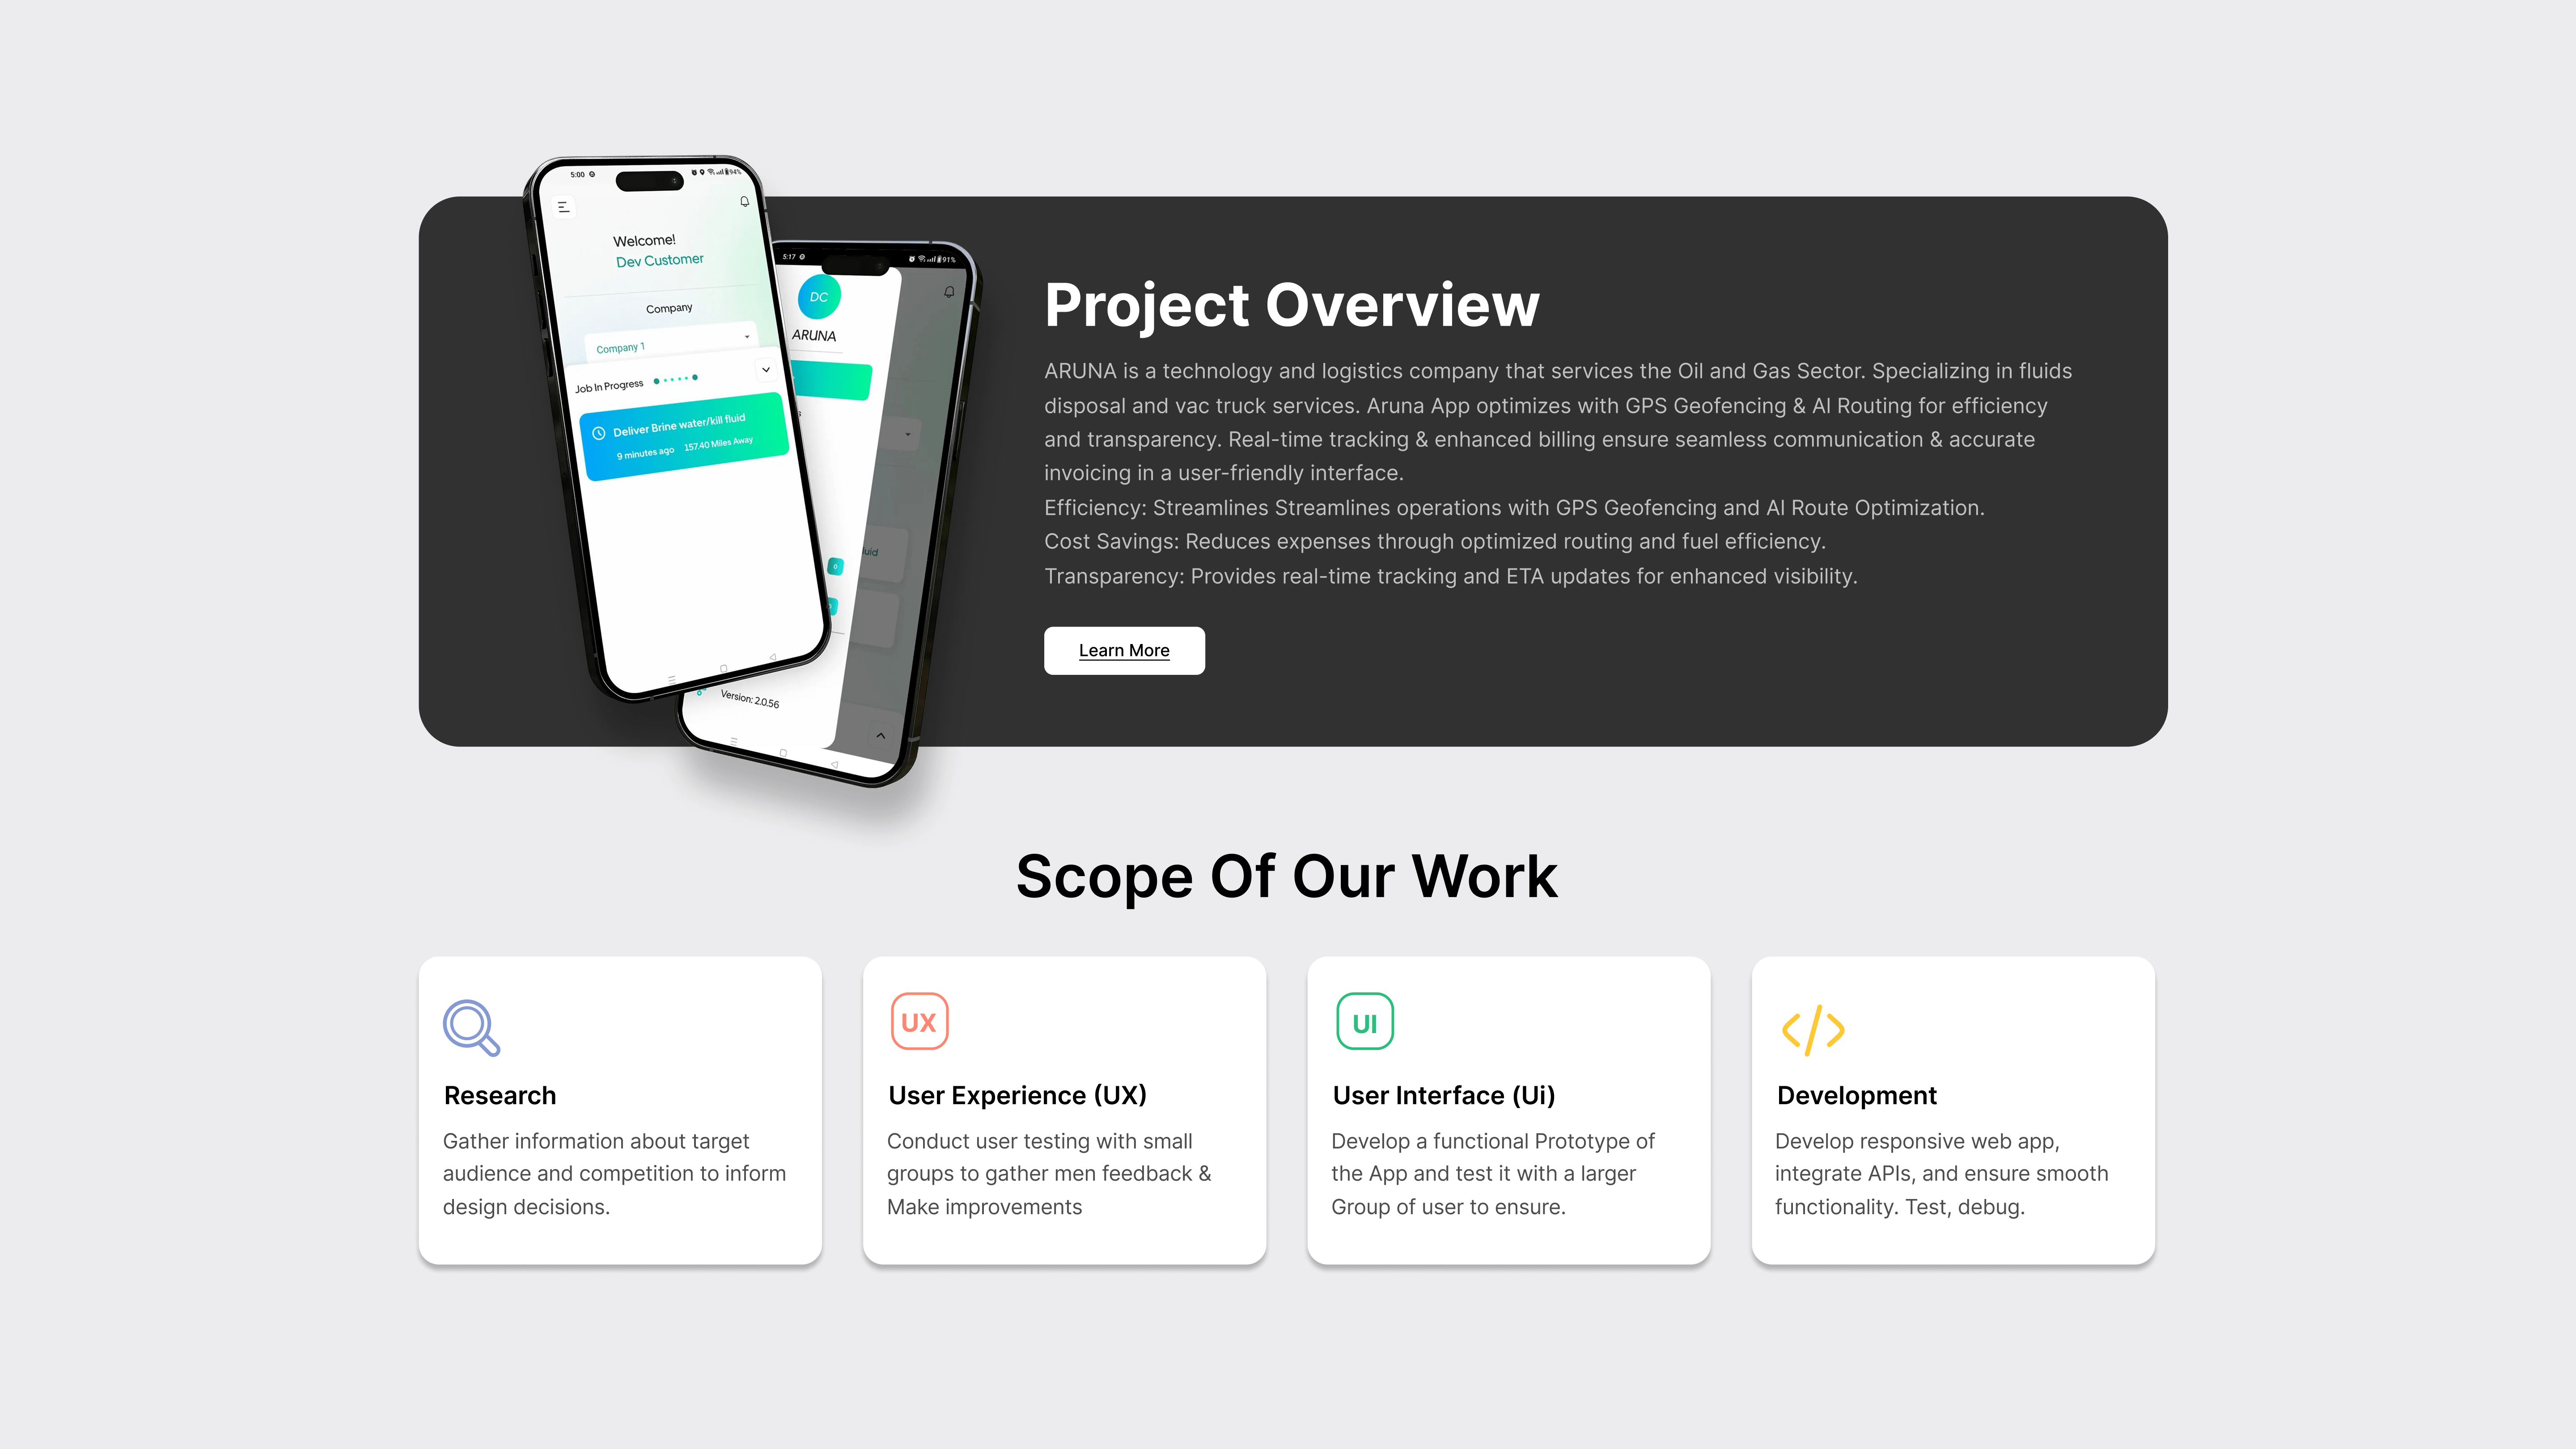 5:00
94%
Welcome!
Dev Customer
Company
Company 1
Job In Progress
Deliver Brine water/kill fluid
9 minutes ago 157.40 Miles Away
5:17
91%
DC
ARUNA
0
Version: 2.0.56
Project Overview
ARUNA is a technology and logistics company that services the Oil and Gas Sector. Specializing in fluids
disposal and vac truck services. Aruna App optimizes with GPS Geofencing & AI Routing for efficiency
and transparency. Real-time tracking & enhanced billing ensure seamless communication & accurate
invoicing in a user-friendly interface.
Efficiency: Streamlines Streamlines operations with GPS Geofencing and AI Route Optimization.
Cost Savings: Reduces expenses through optimized routing and fuel efficiency.
Transparency: Provides real-time tracking and ETA updates for enhanced visibility.
Learn More
Scope Of Our Work
UX
UI
</>
Research
Gather information about target
audience and competition to inform
design decisions.
User Experience (UX)
Conduct user testing with small
groups to gather men feedback &
Make improvements
User Interface (Ui)
Develop a functional Prototype of
the App and test it with a larger
Group of user to ensure.
Development
Develop responsive web app,
integrate APIs, and ensure smooth
functionality. Test, debug.